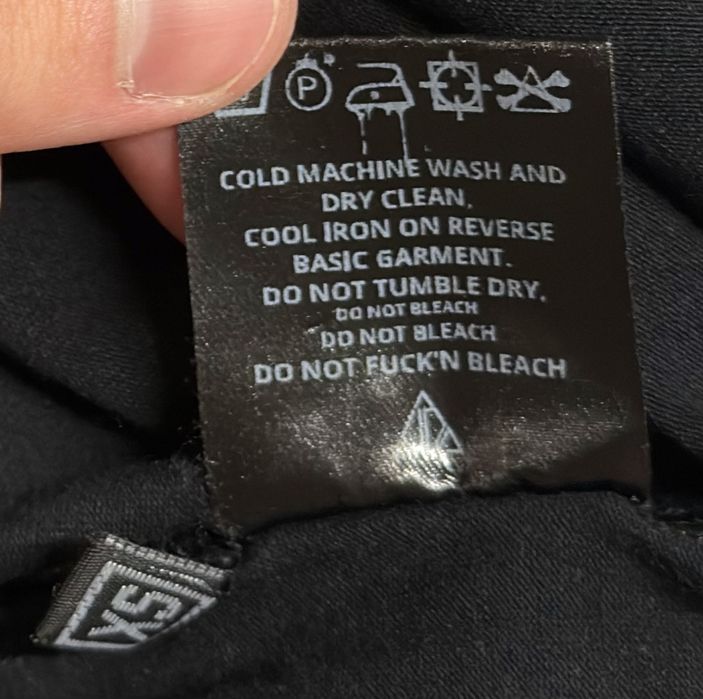 P
COLD MACHINE WASH AND
DRY CLEAN.
COOL IRON ON REVERSE
BASIC GARMENT.
DO NOT TUMBLE DRY.
DO NOT BLEACH
DO NOT BLEACH
DO NOT FUCK'N BLEACH
XS